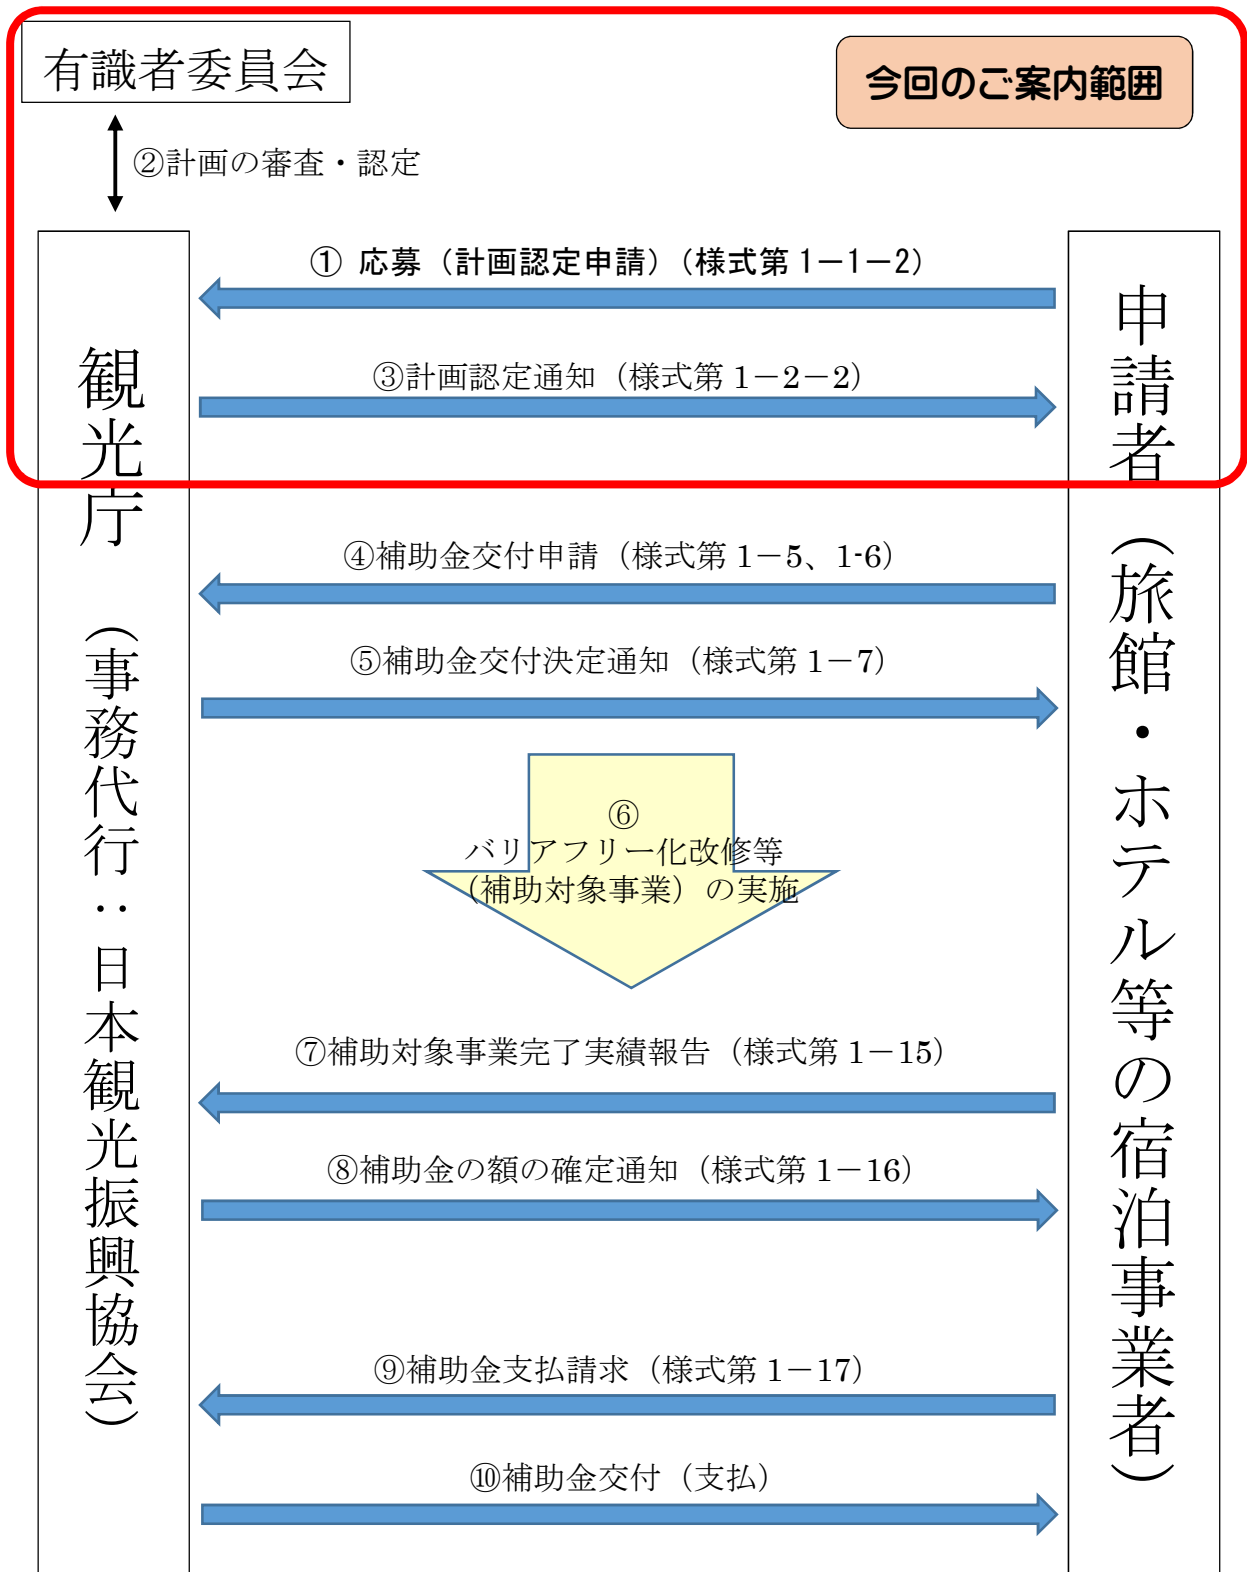 有識者委員会
今回のご案内範囲
②計画の審査・認定
① 応募（計画認定申請）（様式第１－１－２）
③計画認定通知（様式第 1－2－2）
④補助金交付申請（様式第 1－5、1-6）
⑤補助金交付決定通知（様式第 1－7）
⑥
バリアフリー化改修等
（補助対象事業）の実施
⑦補助対象事業完了実績報告（様式第 1－15）
⑧補助金の額の確定通知（様式第 1－16）
⑨補助金支払請求（様式第 1－17）
⑩補助金交付（支払）
観光庁（事務代行：日本観光振興協会）
申請者（旅館・ホテル等の宿泊事業者）